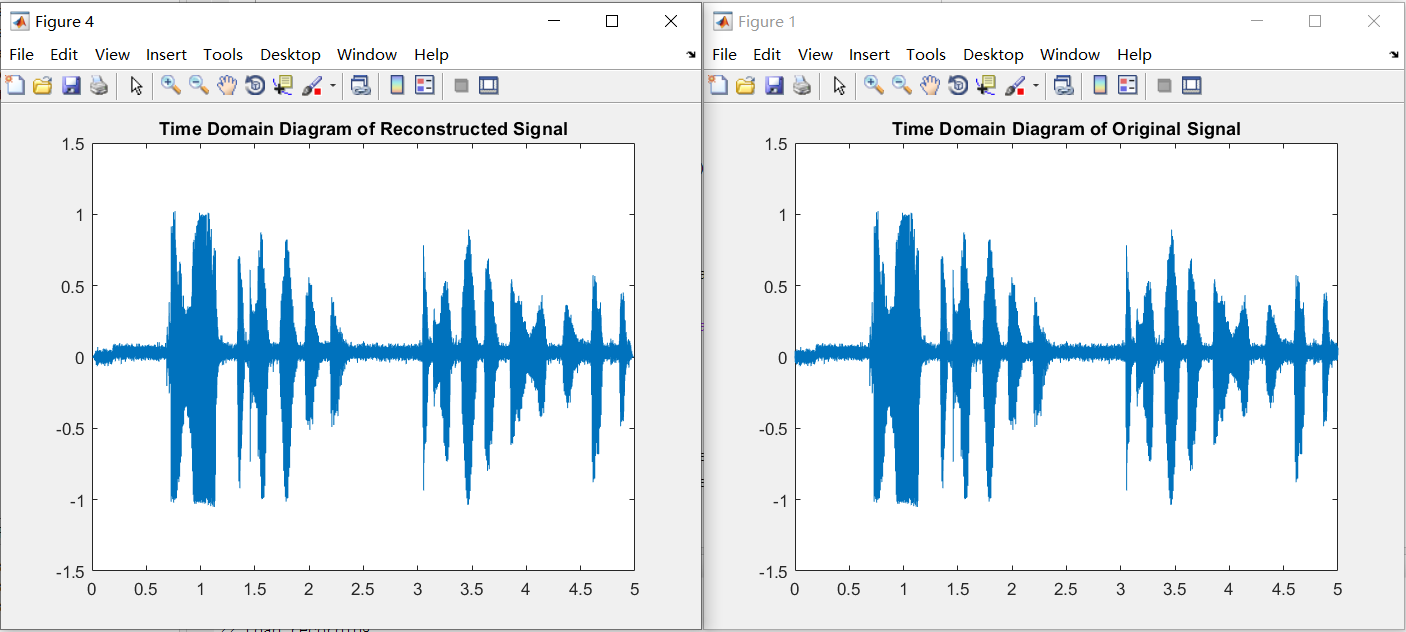 Figure 4
File Edit View Insert Tools Desktop Window Help
Time Domain Diagram of Reconstructed Signal
1.5
1
0.5
0
-0.5
-1
-1.5
0 0.5 1 1.5 2 2.5 3 3.5 4 4.5 5
Figure 1
File Edit View Insert Tools Desktop Window Help
Time Domain Diagram of Original Signal
1.5
1
0.5
0
-0.5
-1
-1.5
0 0.5 1 1.5 2 2.5 3 3.5 4 4.5 5